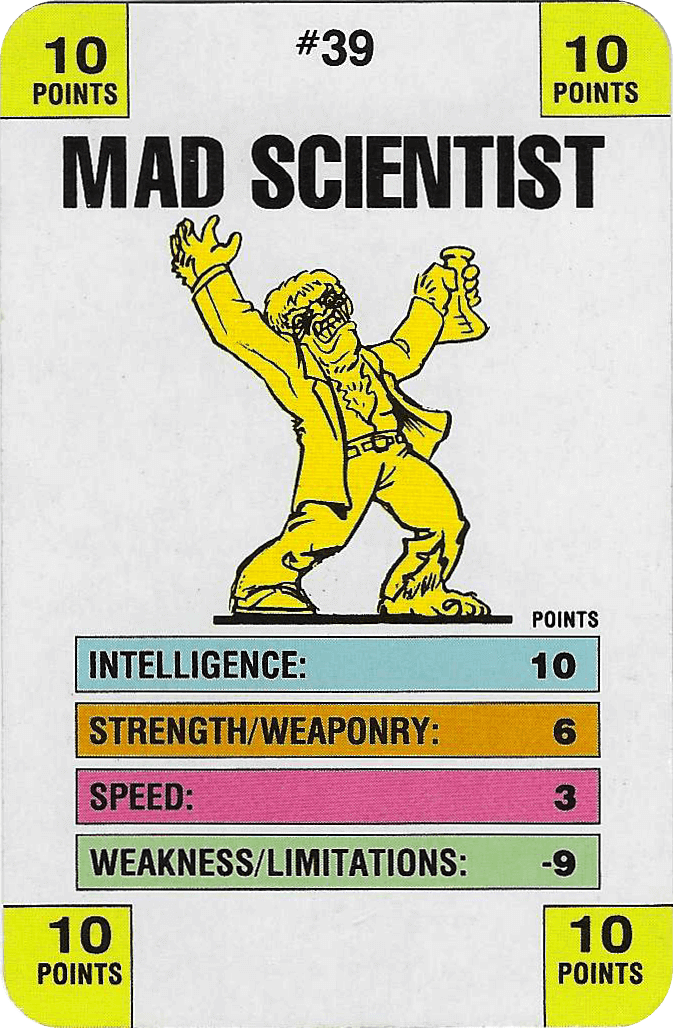 10
POINTS
#39
10
POINTS
MAD SCIENTIST
POINTS
INTELLIGENCE: 10
STRENGTH/WEAPONRY: 6
SPEED: 3
WEAKNESS/LIMITATIONS: -9
10
POINTS
10
POINTS